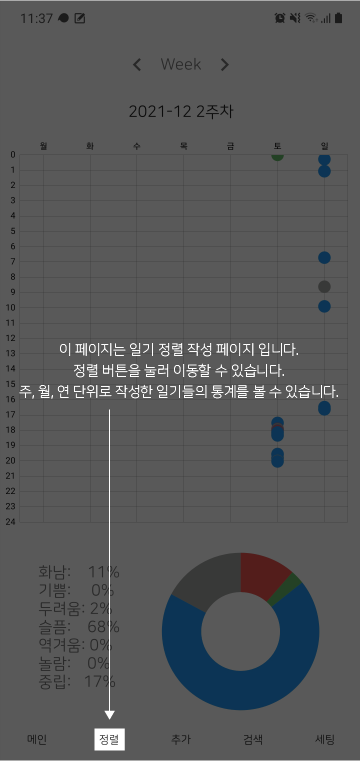 11:37
Week
2021-12 2주차
월 화 수 목 금 토 일
0
1
2
3
4
5
6
7
8
9
10
11
12
13
14
15
16
17
18
19
20
21
22
23
24
이 페이지는 일기 정렬 작성 페이지 입니다.
정렬 버튼을 눌러 이동할 수 있습니다.
주, 월, 연 단위로 작성한 일기들의 통계를 볼 수 있습니다.
화남: 11%
기쁨: 0%
두려움: 2%
슬픔: 68%
역겨움: 0%
놀람: 0%
중립: 17%
메인 정렬 추가 검색 세팅